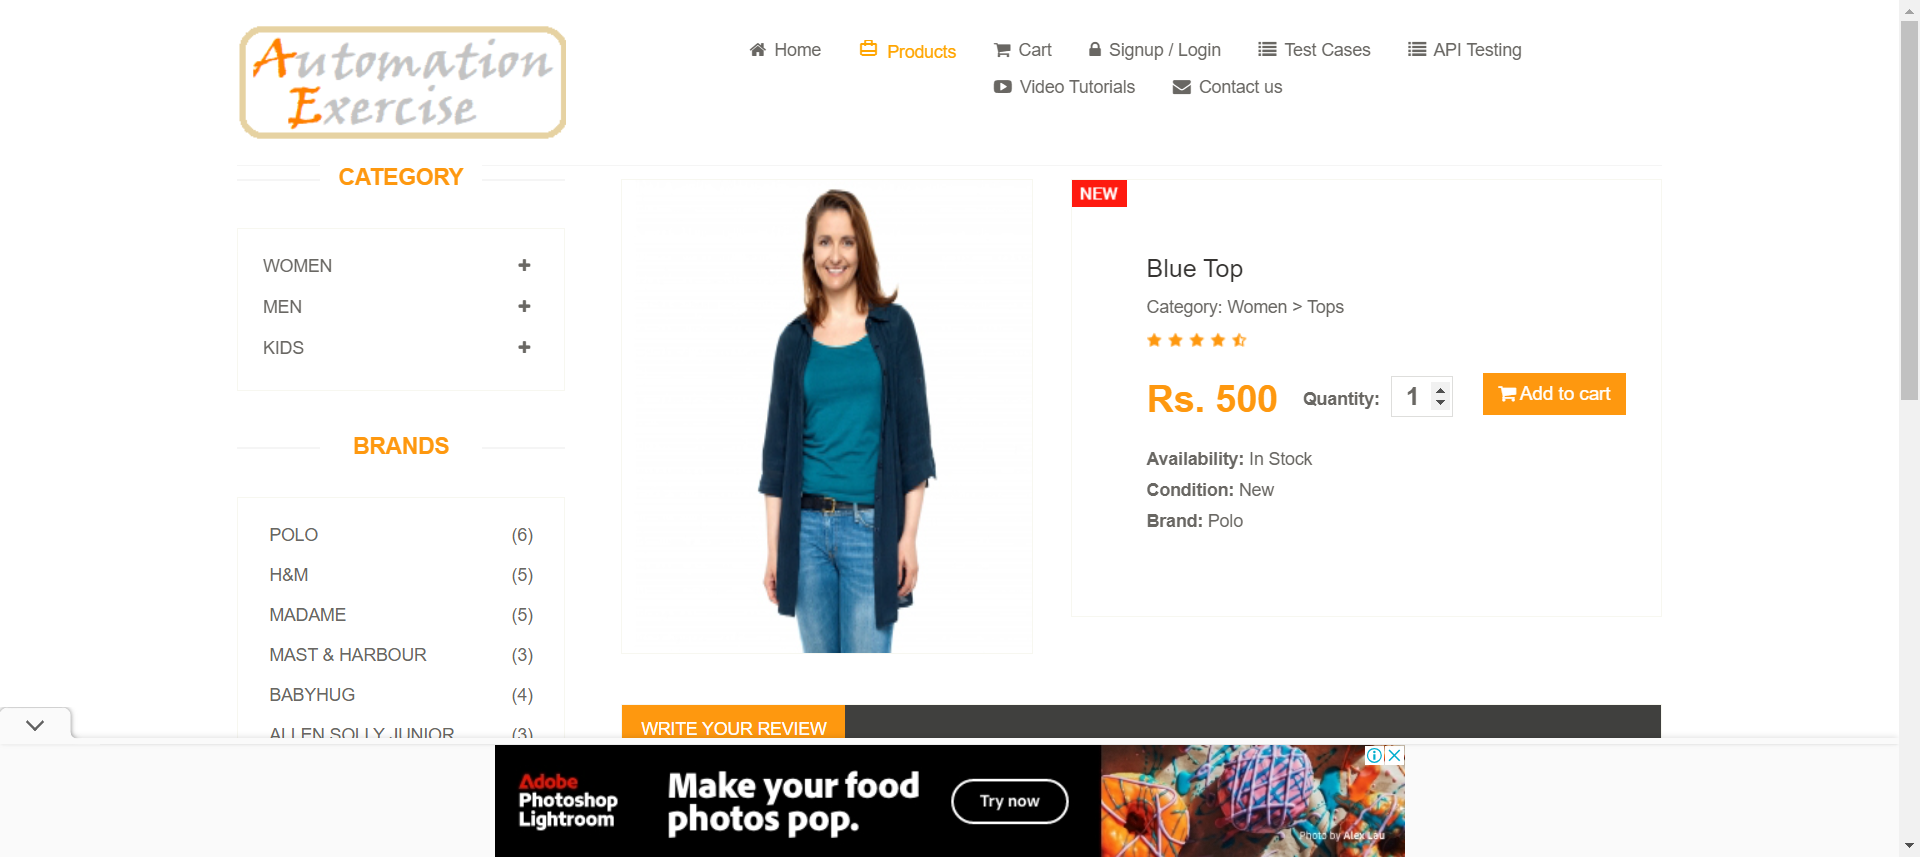 Automation
Exercise
Home
Products
Cart
Signup / Login
Test Cases
API Testing
Video Tutorials
Contact us
CATEGORY
WOMEN
MEN
KIDS
BRANDS
POLO (6)
H&M (5)
MADAME (5)
MAST & HARBOUR (3)
BABYHUG (4)
ALLEN SOLLY JUNIOR (3)
NEW
Blue Top
Category: Women > Tops
Rs. 500 Quantity: 1 Add to cart
Availability: In Stock
Condition: New
Brand: Polo
WRITE YOUR REVIEW
Adobe
Photoshop
Lightroom
Make your food
photos pop.
Try now
Photo by Alex Lau